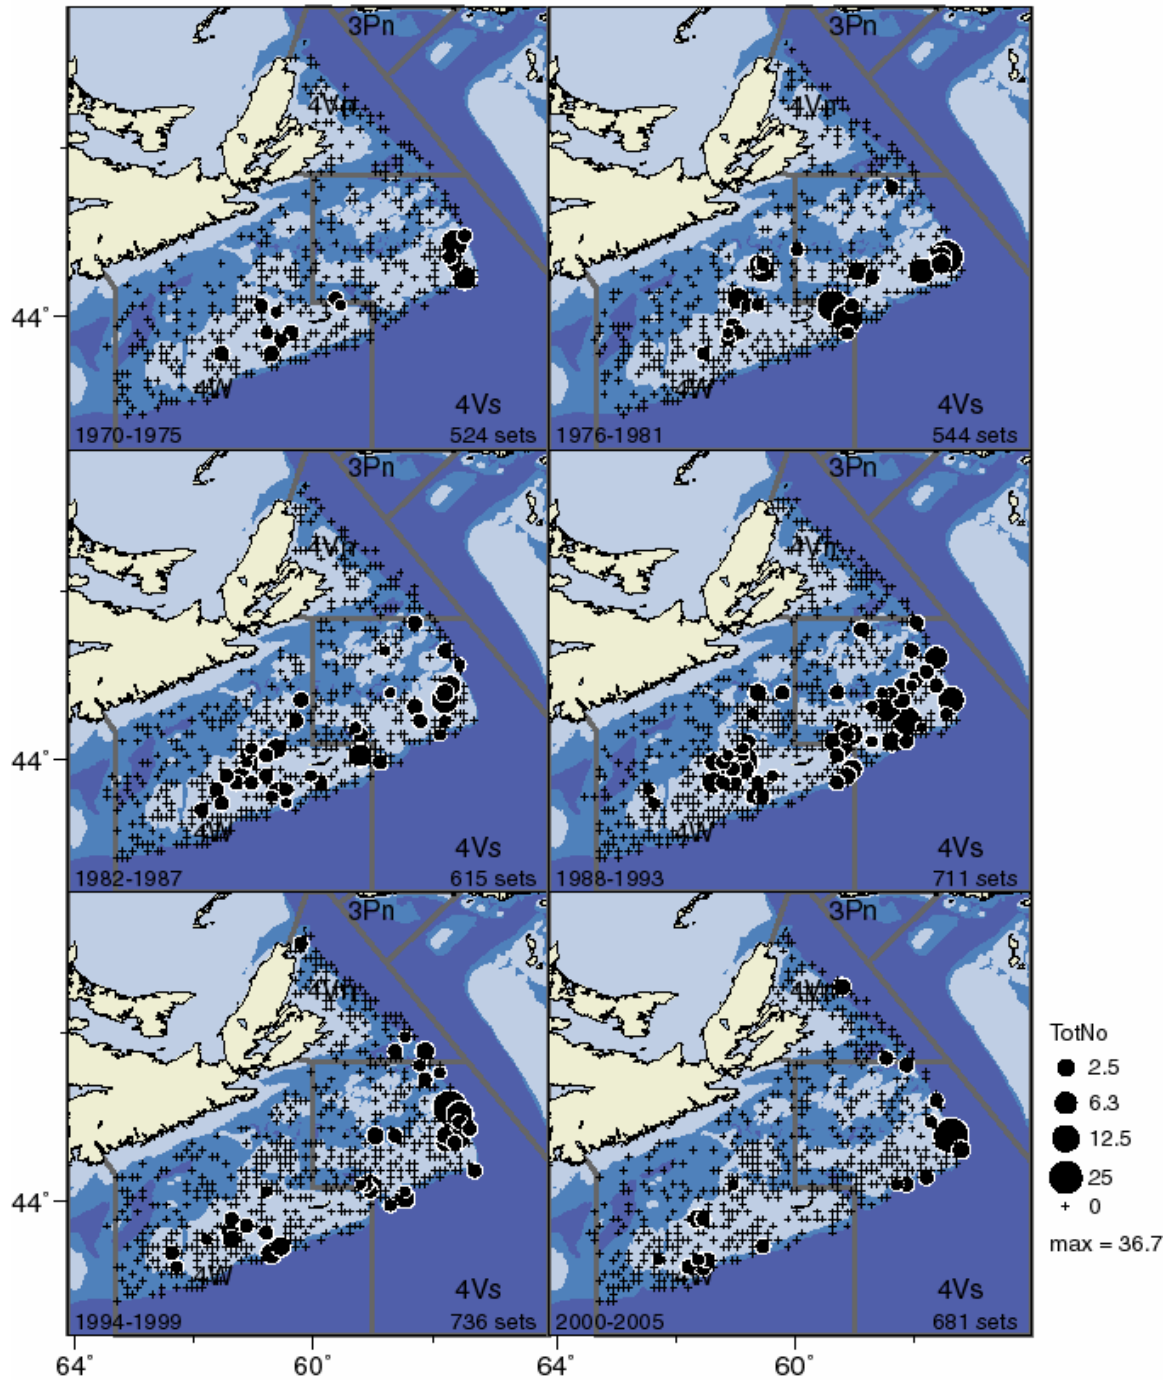 3Pn
3Pn
4Vn
4Vn
44°
4W
4W
4Vs
4Vs
1970-1975
524 sets
1976-1981
544 sets
3Pn
3Pn
4Vn
4Vn
44°
4W
4W
4Vs
4Vs
1982-1987
615 sets
1988-1993
711 sets
3Pn
3Pn
4Vn
4Vn
TotNo
2.5
6.3
12.5
25
0
max = 36.7
44°
4W
4W
4Vs
4Vs
1994-1999
736 sets
2000-2005
681 sets
64°
60°
64°
60°